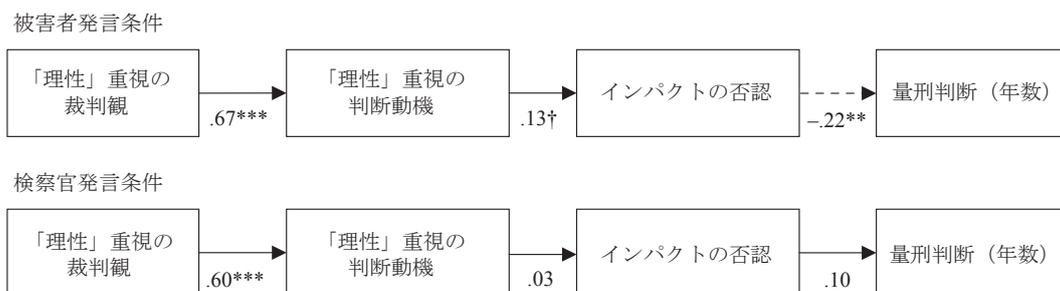 被害者発言条件
「理性」重視の
裁判観
.67***
「理性」重視の
判断動機
.13†
インパクトの否認
–.22**
量刑判断（年数）
検察官発言条件
「理性」重視の
裁判観
.60***
「理性」重視の
判断動機
.03
インパクトの否認
.10
量刑判断（年数）